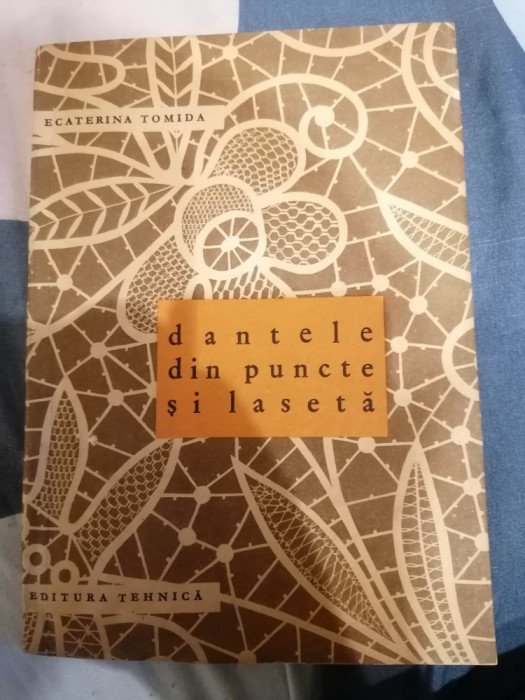 ECATERINA TOMIDA
dantele
din puncte
și lasetă
EDITURA TEHNICĂ